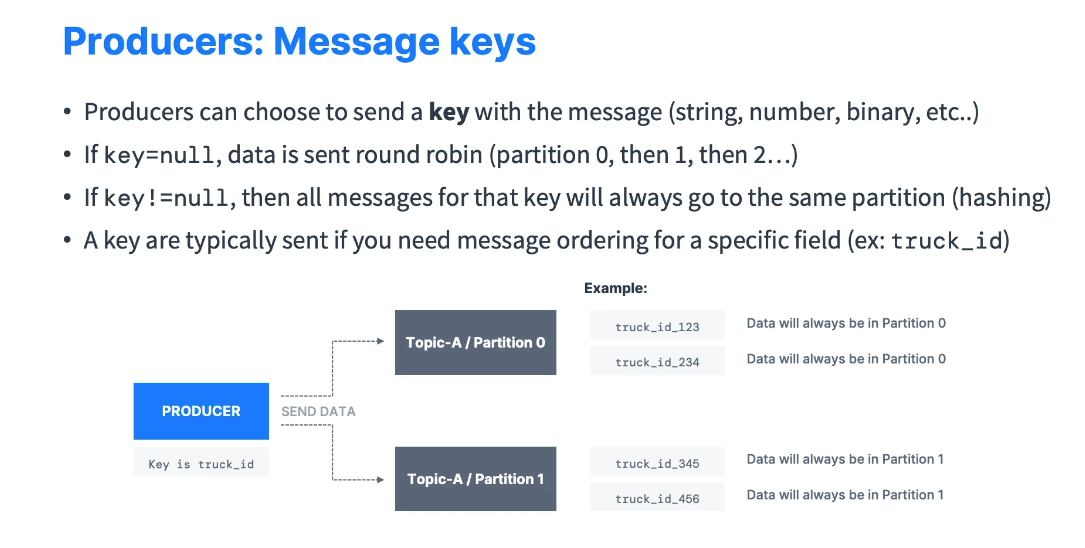 Producers: Message keys
• Producers can choose to send a key with the message (string, number, binary, etc..)
• If key=null, data is sent round robin (partition 0, then 1, then 2…)
• If key!=null, then all messages for that key will always go to the same partition (hashing)
• A key are typically sent if you need message ordering for a specific field (ex: truck_id)
Example:
Topic-A / Partition 0
truck_id_123
Data will always be in Partition 0
truck_id_234
Data will always be in Partition 0
PRODUCER
SEND DATA
Key is truck_id
Topic-A / Partition 1
truck_id_345
Data will always be in Partition 1
truck_id_456
Data will always be in Partition 1